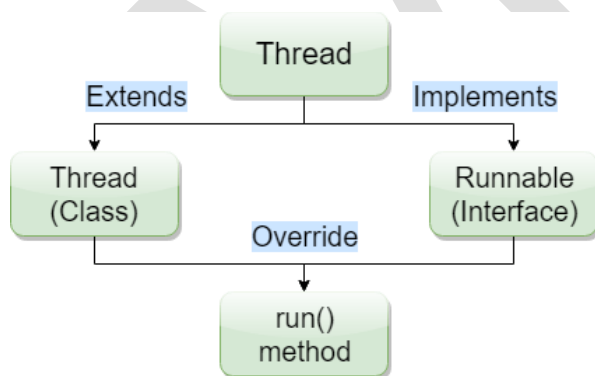 Thread
Extends
Implements
Thread
(Class)
Runnable
(Interface)
Override
run()
method